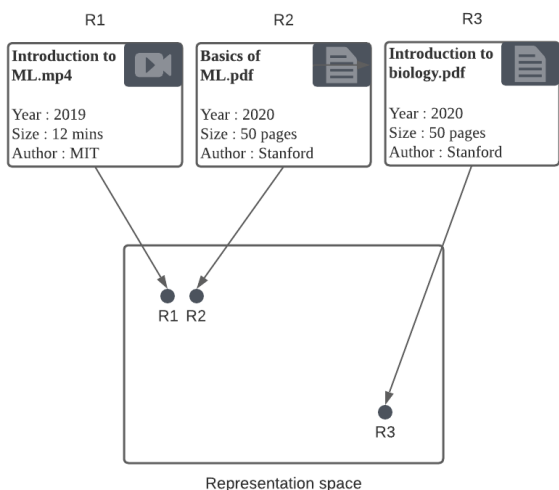 R1
R2
R3
Introduction to
ML.mp4
Year : 2019
Size : 12 mins
Author : MIT
Basics of
ML.pdf
Year : 2020
Size : 50 pages
Author : Stanford
Introduction to
biology.pdf
Year : 2020
Size : 50 pages
Author : Stanford
R1
R2
R3
Representation space